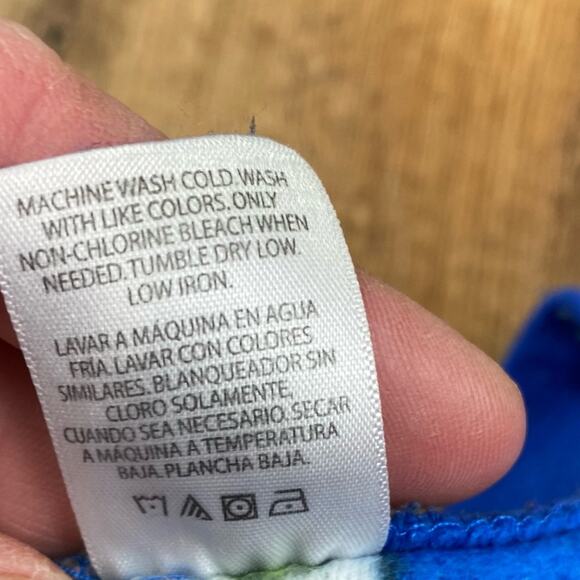 MACHINE WASH COLD. WASH
WITH LIKE COLORS. ONLY
NON-CHLORINE BLEACH WHEN
NEEDED. TUMBLE DRY LOW.
LOW IRON.
LAVAR A MÁQUINA EN AGUA
FRÍA. LAVAR CON COLORES
SIMILARES. BLANQUEADOR SIN
CLORO SOLAMENTE,
CUANDO SEA NECESARIO. SECAR
A MÁQUINA A TEMPERATURA
BAJA. PLANCHA BAJA.